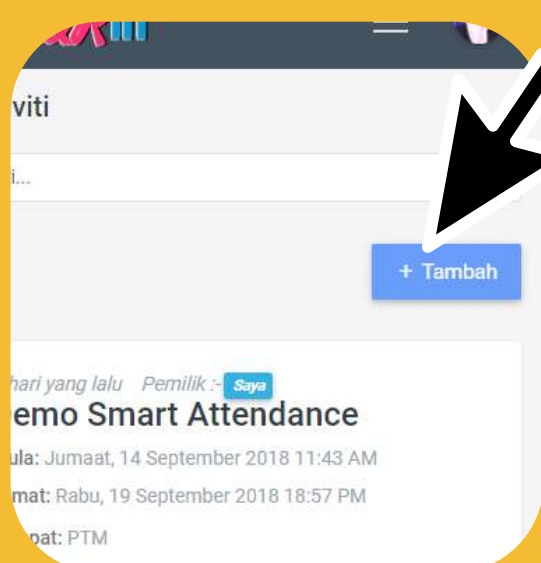 viti
i...
+ Tambah
hari yang lalu Pemilik :- Saya
emo Smart Attendance
ula: Jumaat, 14 September 2018 11:43 AM
mat: Rabu, 19 September 2018 18:57 PM
pat: PTM